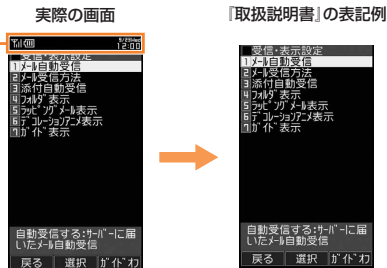 実際の画面
『取扱説明書』の表記例
5/23Wed
12:00
受信・表示設定
1メール自動受信
2メール受信方法
3添付自動受信
4フォルダ表示
5ラッピングメール表示
6デコレーションアニメ表示
7ガイド表示
自動受信する:サーバーに届
いたメール自動受信
戻る 選択 ガイドオフ
受信・表示設定
1メール自動受信
2メール受信方法
3添付自動受信
4フォルダ表示
5ラッピングメール表示
6デコレーションアニメ表示
7ガイド表示
自動受信する:サーバーに届
いたメール自動受信
戻る 選択 ガイドオフ